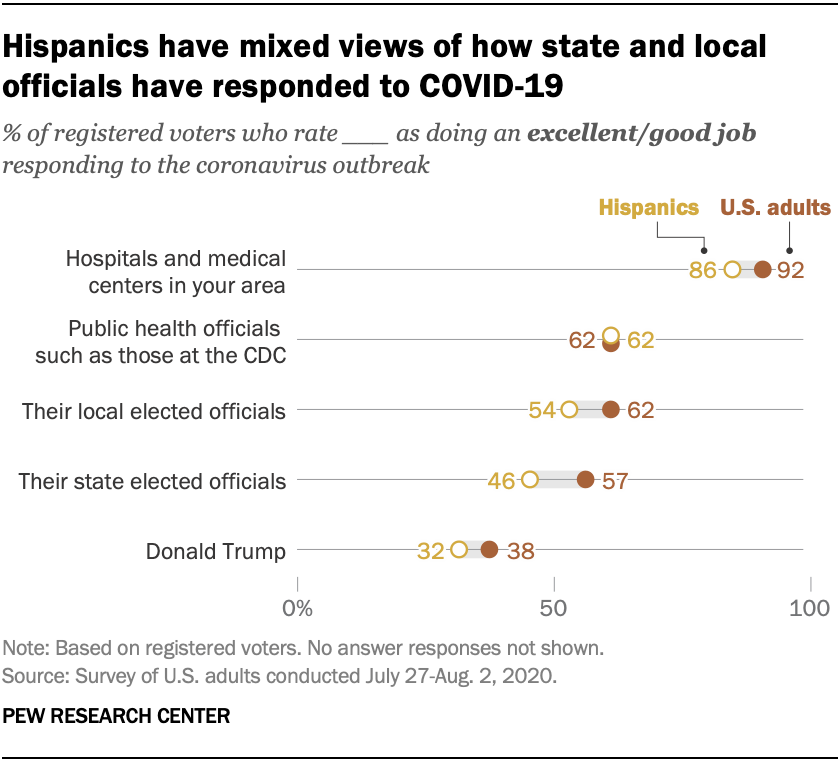 Hispanics have mixed views of how state and local
officials have responded to COVID-19
% of registered voters who rate ___ as doing an excellent/good job
responding to the coronavirus outbreak
Hispanics U.S. adults
Hospitals and medical
centers in your area
86 92
Public health officials
such as those at the CDC
62 62
Their local elected officials 54 62
Their state elected officials 46 57
Donald Trump 32 38
0% 50 100
Note: Based on registered voters. No answer responses not shown.
Source: Survey of U.S. adults conducted July 27-Aug. 2, 2020.
PEW RESEARCH CENTER